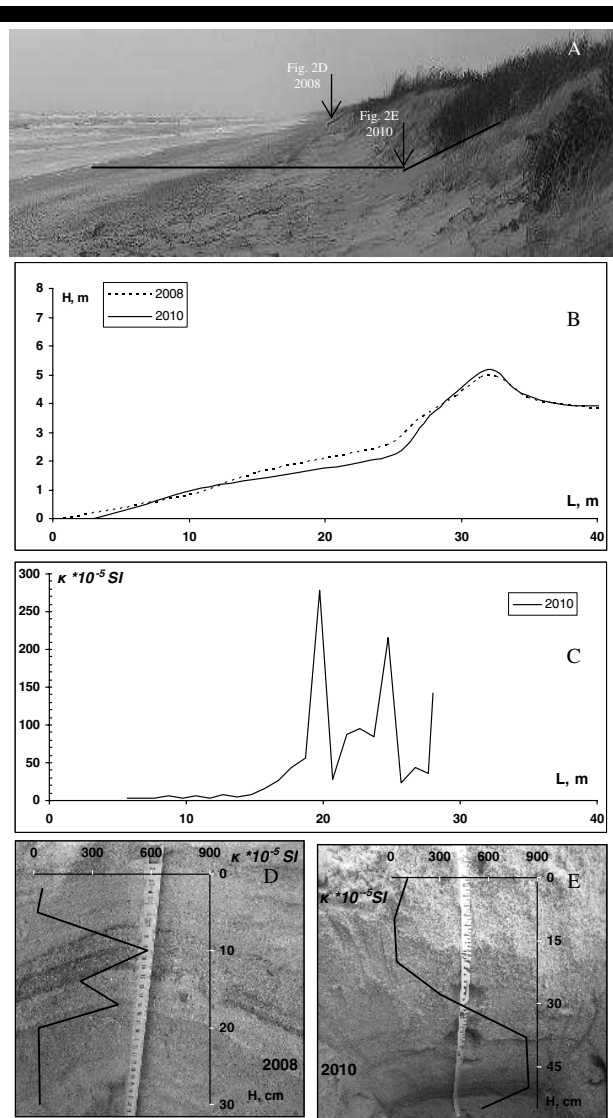 A
Fig. 2D
2008
Fig. 2E
2010
8
H, m
2008
B
7
2010
6
5
4
3
2
1
L, m
0
0 10 20 30 40
300
κ *10⁻⁵ SI
2010
250
C
200
150
100
50
L, m
0
0 10 20 30 40
0 300 600 900
κ *10⁻⁵ SI
D
0
10
20
2008
30
H, cm
0 300 600 900
E
κ *10⁻⁵SI
0
15
30
45
2010
H, cm